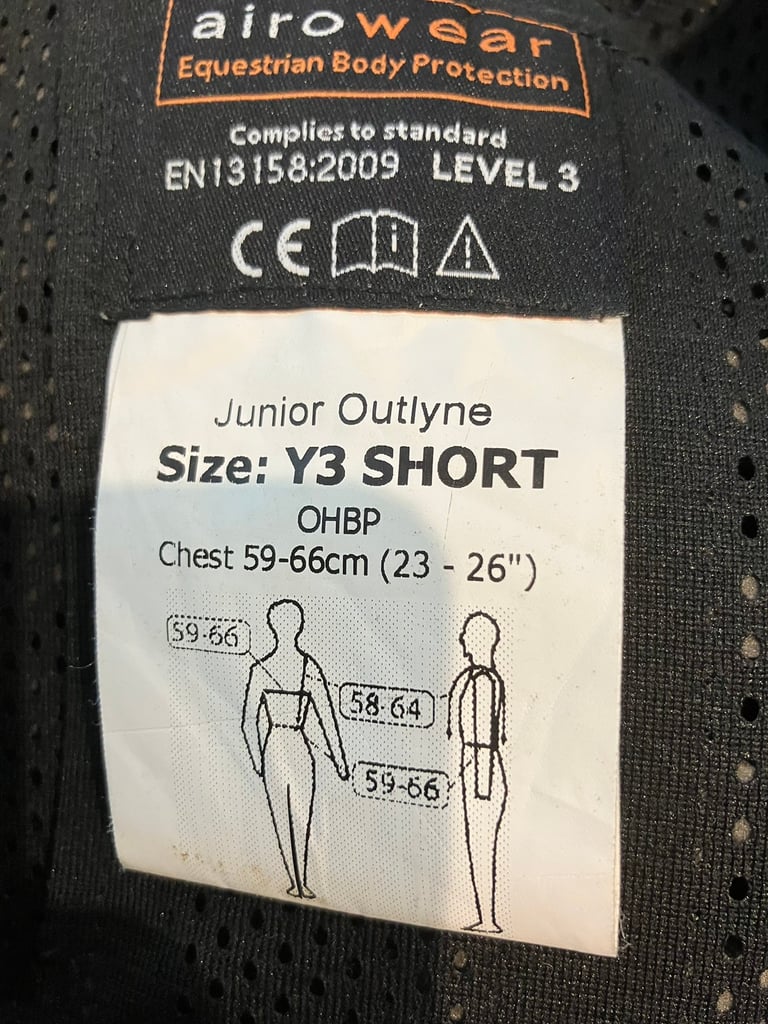 airowear
Equestrian Body Protection
Complies to standard
EN13158:2009 LEVEL 3
CE
Junior Outlyne
Size: Y3 SHORT
OHBP
Chest 59-66cm (23 - 26")
59-66
58-64
59-66